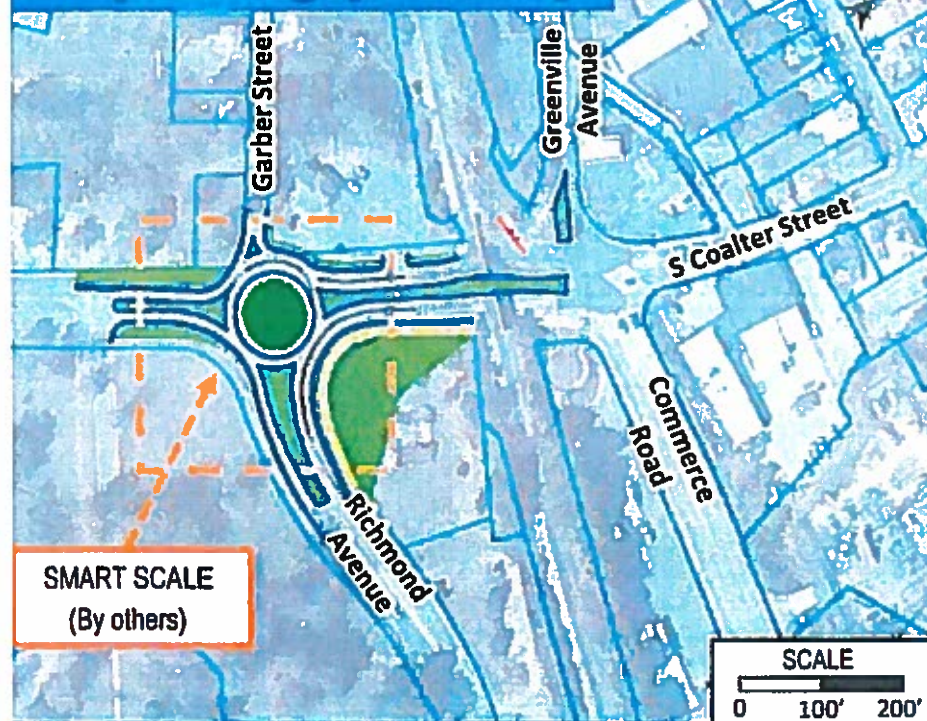 Garber Street
Greenville
Avenue
S Coalter Street
Commerce
Road
Richmond
Avenue
SMART SCALE
(By others)
SCALE
0 100' 200'